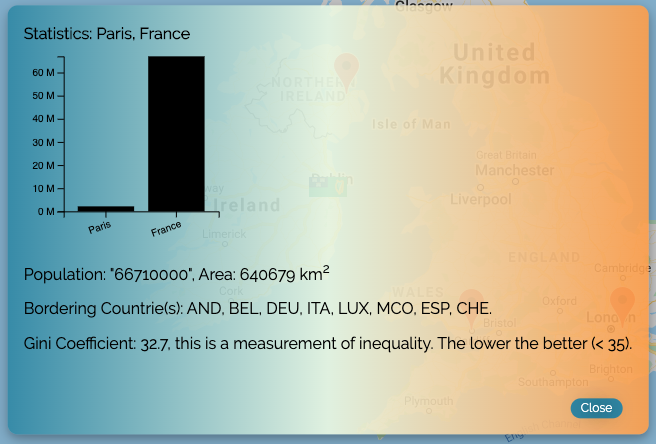 Glasgow
Statistics: Paris, France
60 M
50 M
40 M
30 M
20 M
10 M
0 M
Paris
France
United
Kingdom
NORTHERN
IRELAND
Isle of Man
Great Britain
Manchester
Liverpool
Dublin
way
Ireland
Limerick
Cork
ENGLAND
WALES
Cambridge
Oxford
London
Bristol
Southampton
Brighton
Plymouth
Population: "66710000", Area: 640679 km²
Bordering Countrie(s): AND, BEL, DEU, ITA, LUX, MCO, ESP, CHE.
Gini Coefficient: 32.7, this is a measurement of inequality. The lower the better (< 35).
Close